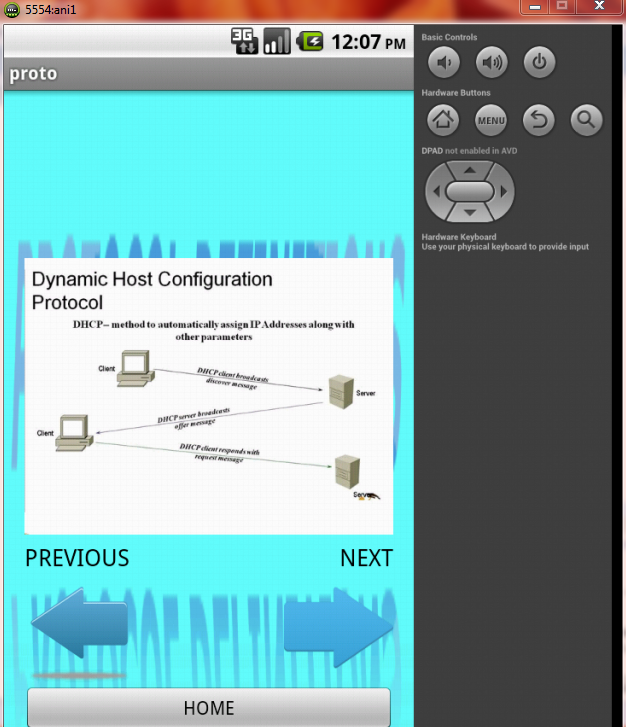 5554:ani1
3G
12:07 PM
proto
Dynamic Host Configuration
Protocol
DHCP-- method to automatically assign IP Addresses along with
other parameters
Client
DHCP client broadcasts
discover message
Server
Client
DHCP server broadcasts
offer message
DHCP client responds with
request message
Server
PREVIOUS
NEXT
HOME
Basic Controls
Hardware Buttons
MENU
DPAD not enabled in AVD
Hardware Keyboard
Use your physical keyboard to provide input